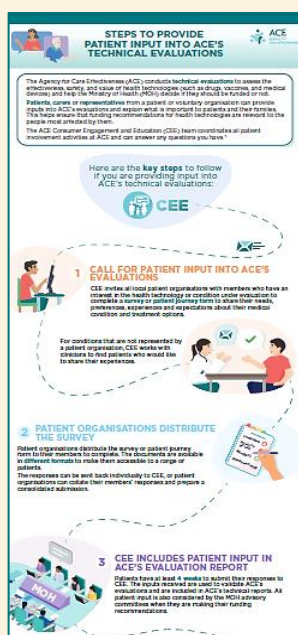 STEPS TO PROVIDE
PATIENT INPUT INTO ACE'S
TECHNICAL EVALUATIONS
ACE
The Agency for Care Effectiveness (ACE) conducts technical evaluations to assess the
effectiveness, safety, and value of health technologies (such as drugs, vaccines, and medical
devices) and help the Ministry of Health (MOH) decide if they should be funded or not.
Patients, carers or representatives from a patient or voluntary organisation can provide
inputs into ACE's evaluations and explain what is important to patients and their families.
This helps ensure that funding recommendations for health technologies are relevant to the
people most affected by them.
The ACE Consumer Engagement and Education (CEE) team coordinates all patient
involvement activities at ACE and can answer any questions you have.*
Here are the key steps to follow
if you are providing input into
ACE's technical evaluations:
CEE
1 CALL FOR PATIENT INPUT INTO ACE'S
EVALUATIONS
CEE invites all local patient organisations with members who have an
interest in the health technology or condition under evaluation to
complete a survey or patient journey form to share their needs,
preferences, experiences and expectations about their medical
condition and treatment options.
For conditions that are not represented by
a patient organisation, CEE works with
clinicians to find patients who would like
to share their experiences.
2 PATIENT ORGANISATIONS DISTRIBUTE
THE SURVEY
Patient organisations distribute the survey or patient journey
form to their members to complete. The documents are available
in different formats to make them accessible to a range of
patients.
The responses can be sent back individually to CEE, or patient
organisations can collate their members' responses and prepare a
consolidated submission.
3 CEE INCLUDES PATIENT INPUT IN
ACE'S EVALUATION REPORT
Patients have at least 4 weeks to submit their responses to
CEE. The inputs received are used to validate ACE's
evaluations and are included in ACE's technical reports. All
patient input is also considered by the MOH advisory
committees when they are making their funding
recommendations.
MOH